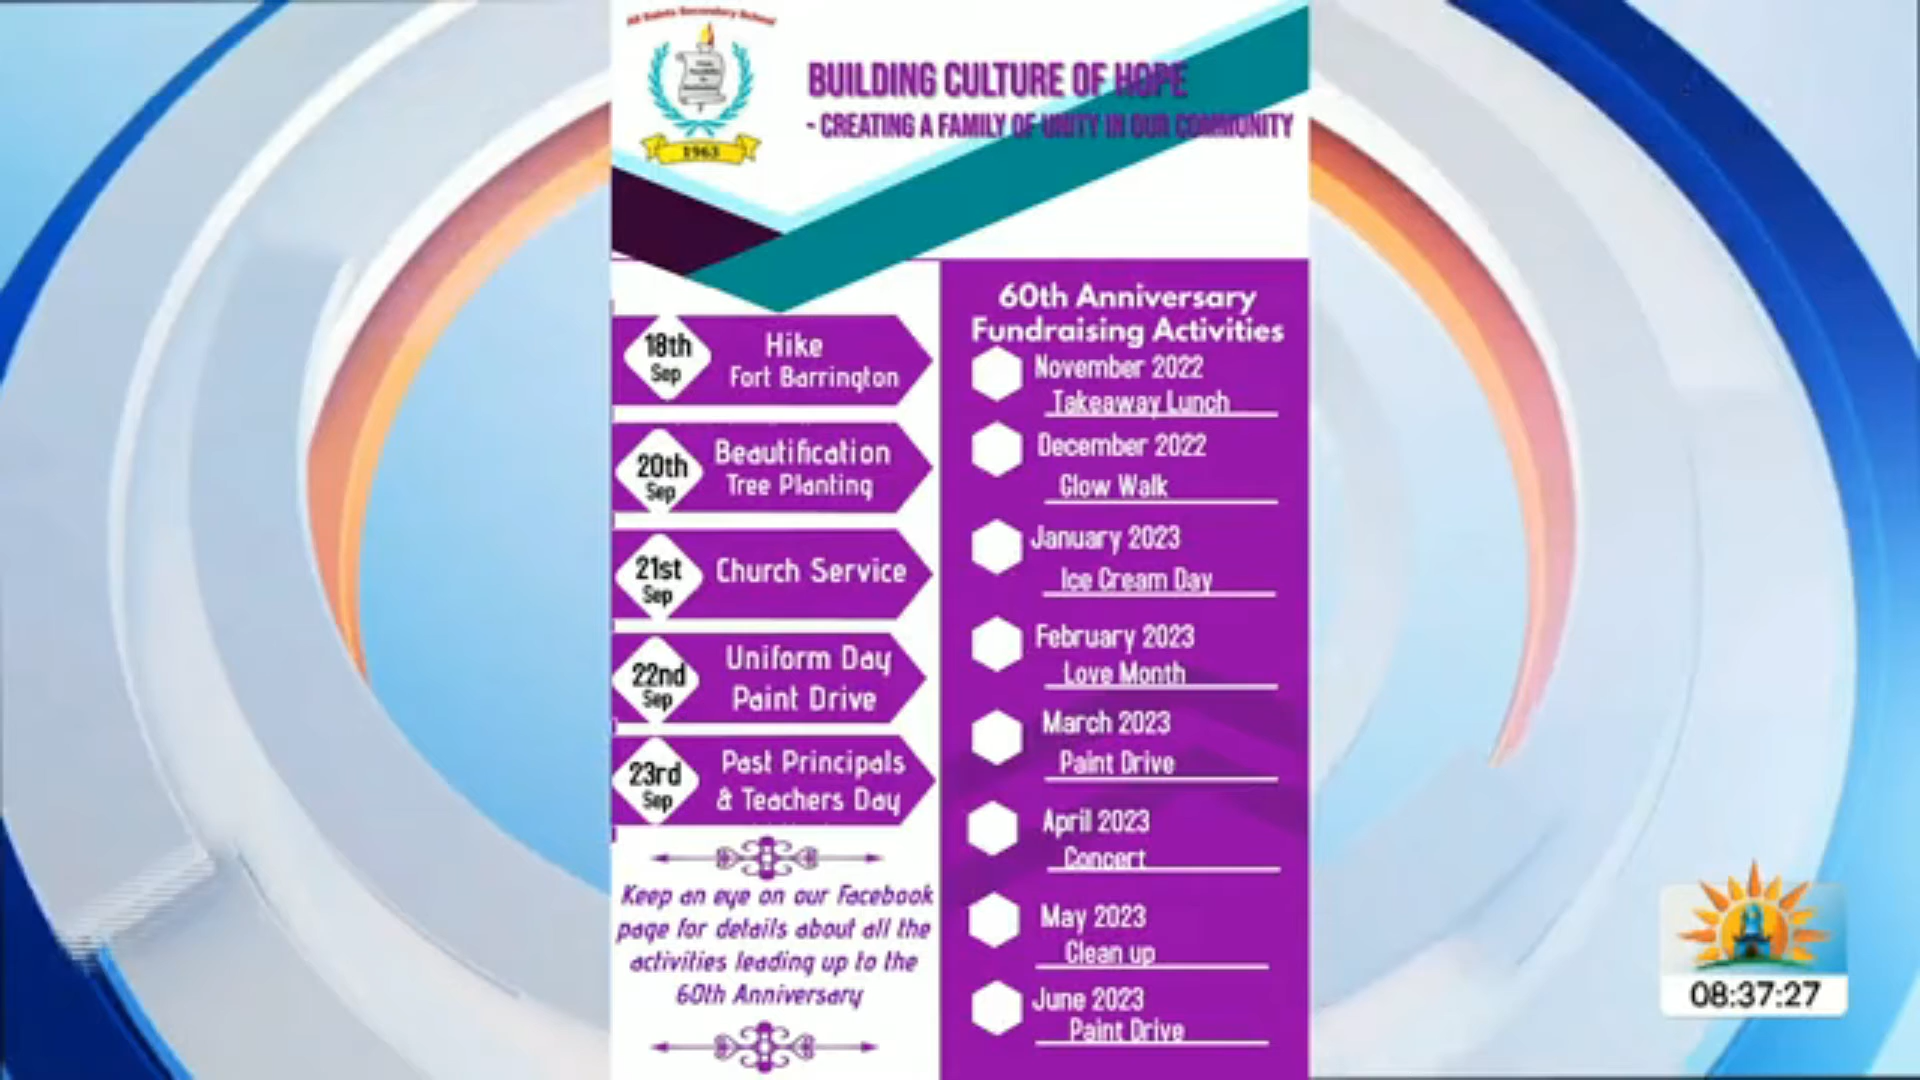 All Saints Secondary School
1963
BUILDING CULTURE OF HOPE
- CREATING A FAMILY OF UNITY IN OUR COMMUNITY
18th
Sep
Hike
Fort Barrington
20th
Sep
Beautification
Tree Planting
21st
Sep
Church Service
22nd
Sep
Uniform Day
Paint Drive
23rd
Sep
Past Principals
& Teachers Day
Keep an eye on our Facebook
page for details about all the
activities leading up to the
60th Anniversary
60th Anniversary
Fundraising Activities
November 2022
Takeaway Lunch
December 2022
Glow Walk
January 2023
Ice Cream Day
February 2023
Love Month
March 2023
Paint Drive
April 2023
Concert
May 2023
Clean up
June 2023
Paint Drive
08:37:27